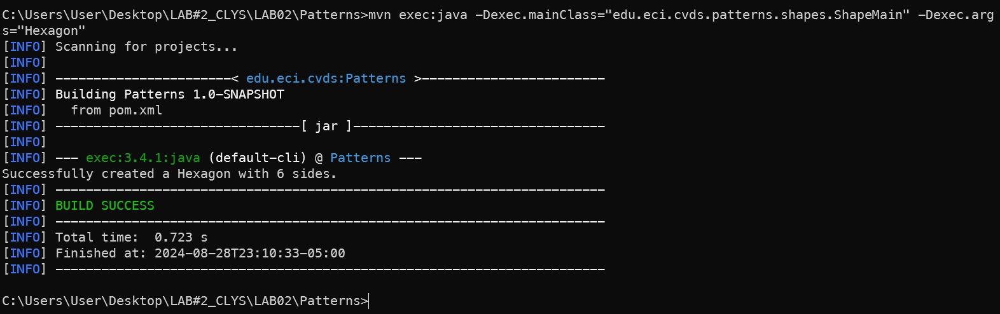 C:\Users\User\Desktop\LAB#2_CLYS\LAB02\Patterns>mvn exec:java -Dexec.mainClass="edu.eci.cvds.patterns.shapes.ShapeMain" -Dexec.arg
s="Hexagon"
[INFO] Scanning for projects...
[INFO]
[INFO] -----------------------< edu.eci.cvds:Patterns >------------------------
[INFO] Building Patterns 1.0-SNAPSHOT
[INFO]   from pom.xml
[INFO] --------------------------------[ jar ]---------------------------------
[INFO]
[INFO] --- exec:3.4.1:java (default-cli) @ Patterns ---
Successfully created a Hexagon with 6 sides.
[INFO] ------------------------------------------------------------------------
[INFO] BUILD SUCCESS
[INFO] ------------------------------------------------------------------------
[INFO] Total time:  0.723 s
[INFO] Finished at: 2024-08-28T23:10:33-05:00
[INFO] ------------------------------------------------------------------------
C:\Users\User\Desktop\LAB#2_CLYS\LAB02\Patterns>